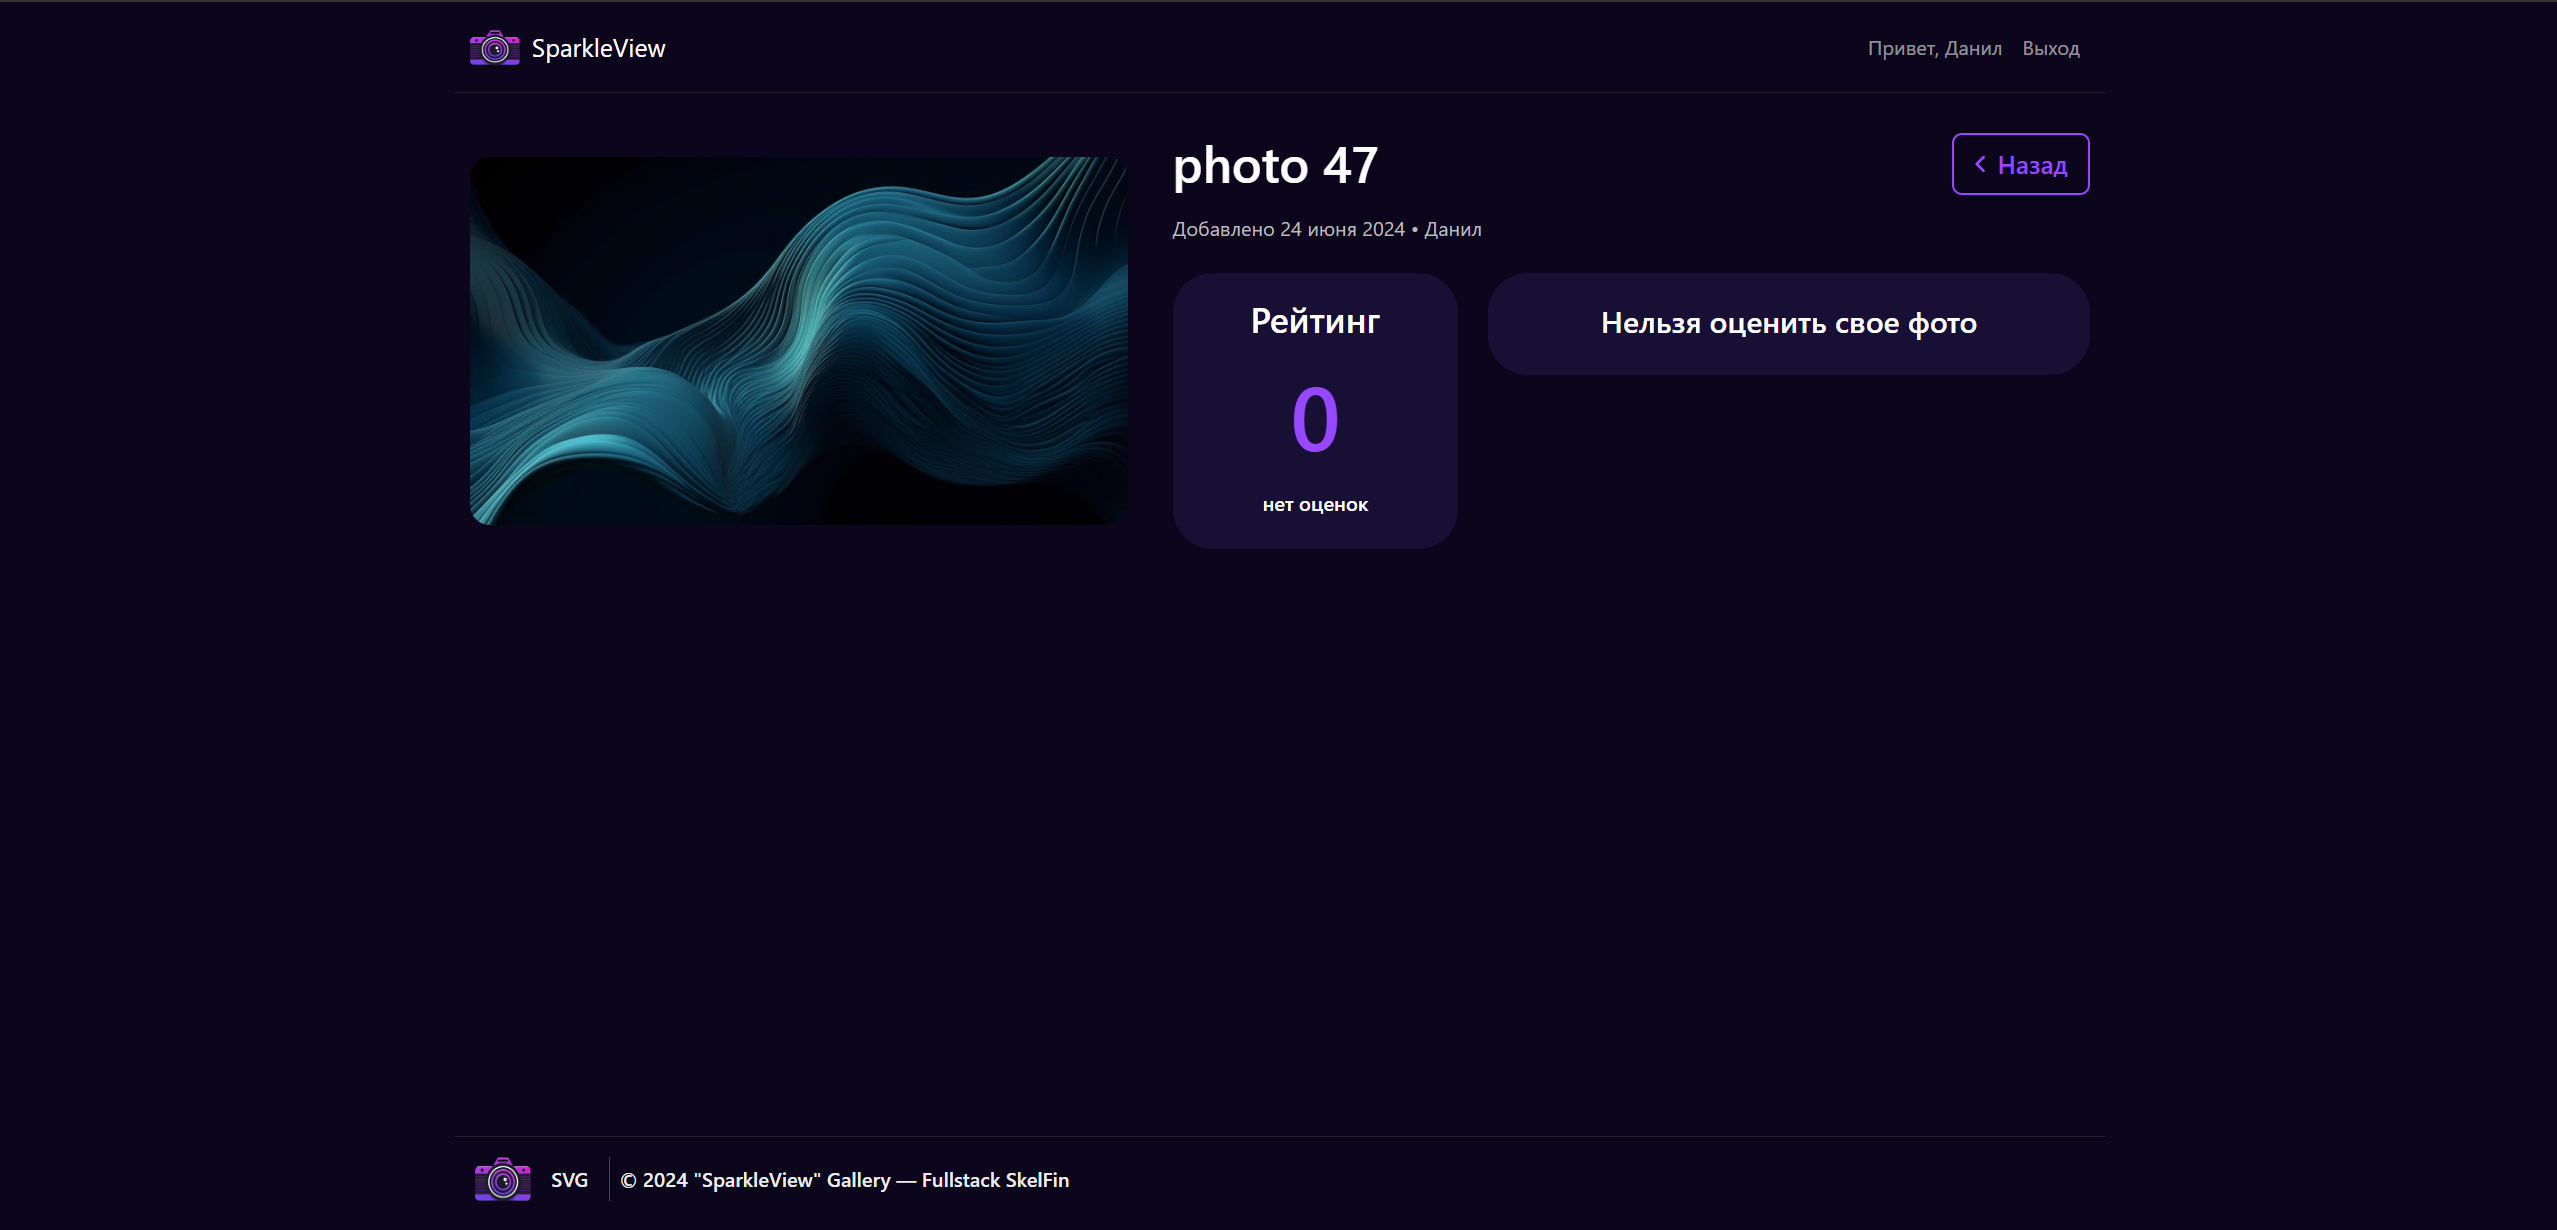 SparkleView
Привет, Данил
Выход
photo 47
Назад
Добавлено 24 июня 2024 • Данил
Рейтинг
0
нет оценок
Нельзя оценить свое фото
SVG
© 2024 "SparkleView" Gallery — Fullstack SkelFin